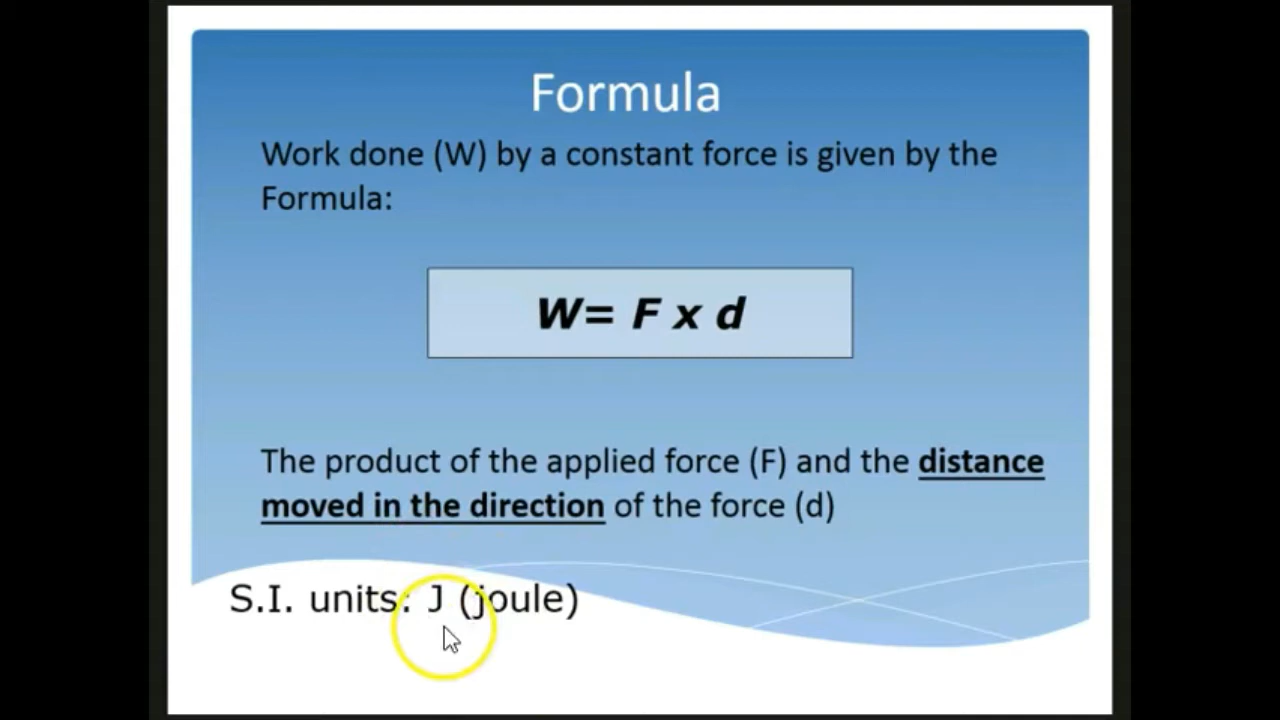 Formula
Work done (W) by a constant force is given by the
Formula:
W= F x d
The product of the applied force (F) and the distance
moved in the direction of the force (d)
S.I. units: J (joule)